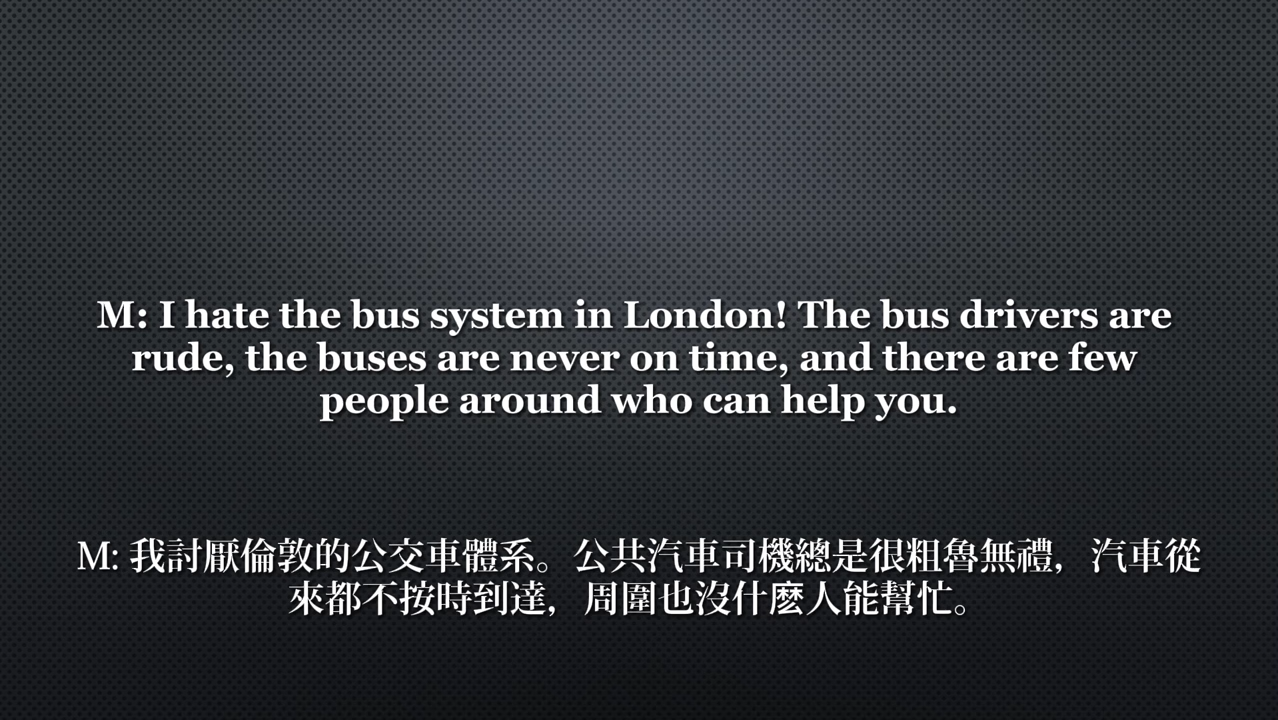 M: I hate the bus system in London! The bus drivers are
rude, the buses are never on time, and there are few
people around who can help you.
M: 我討厭倫敦的公交車體系。公共汽車司機總是很粗魯無禮，汽車從
來都不按時到達，周圍也沒什麽人能幫忙。